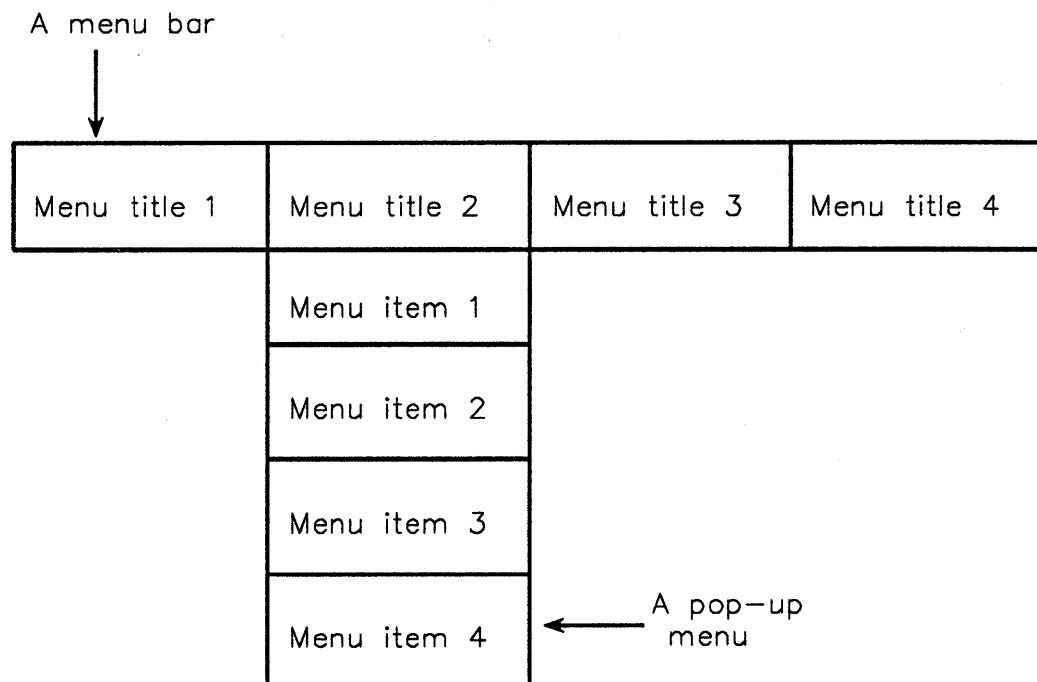 A menu bar
Menu title 1
Menu title 2
Menu title 3
Menu title 4
Menu item 1
Menu item 2
Menu item 3
Menu item 4
A pop-up
menu